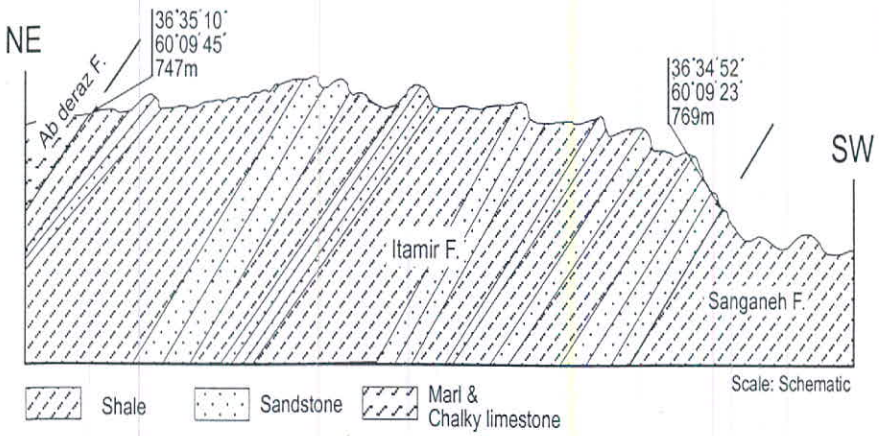 NE
Ab deraz F.
36°35′10″
60°09′45″
747m
36°34′52″
60°09′23″
769m
SW
Itamir F.
Sanganeh F.
Shale
Sandstone
Marl &
Chalky limestone
Scale: Schematic